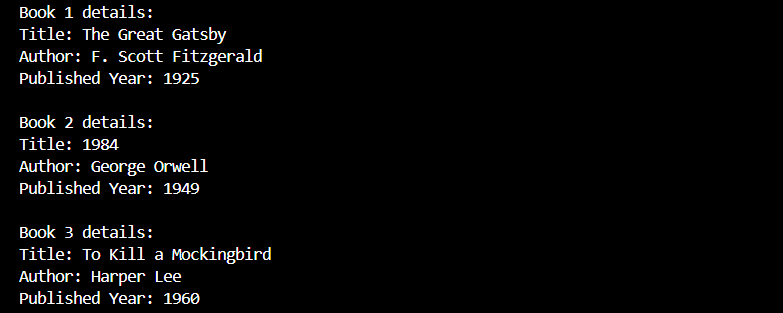 Book 1 details:
Title: The Great Gatsby
Author: F. Scott Fitzgerald
Published Year: 1925
Book 2 details:
Title: 1984
Author: George Orwell
Published Year: 1949
Book 3 details:
Title: To Kill a Mockingbird
Author: Harper Lee
Published Year: 1960